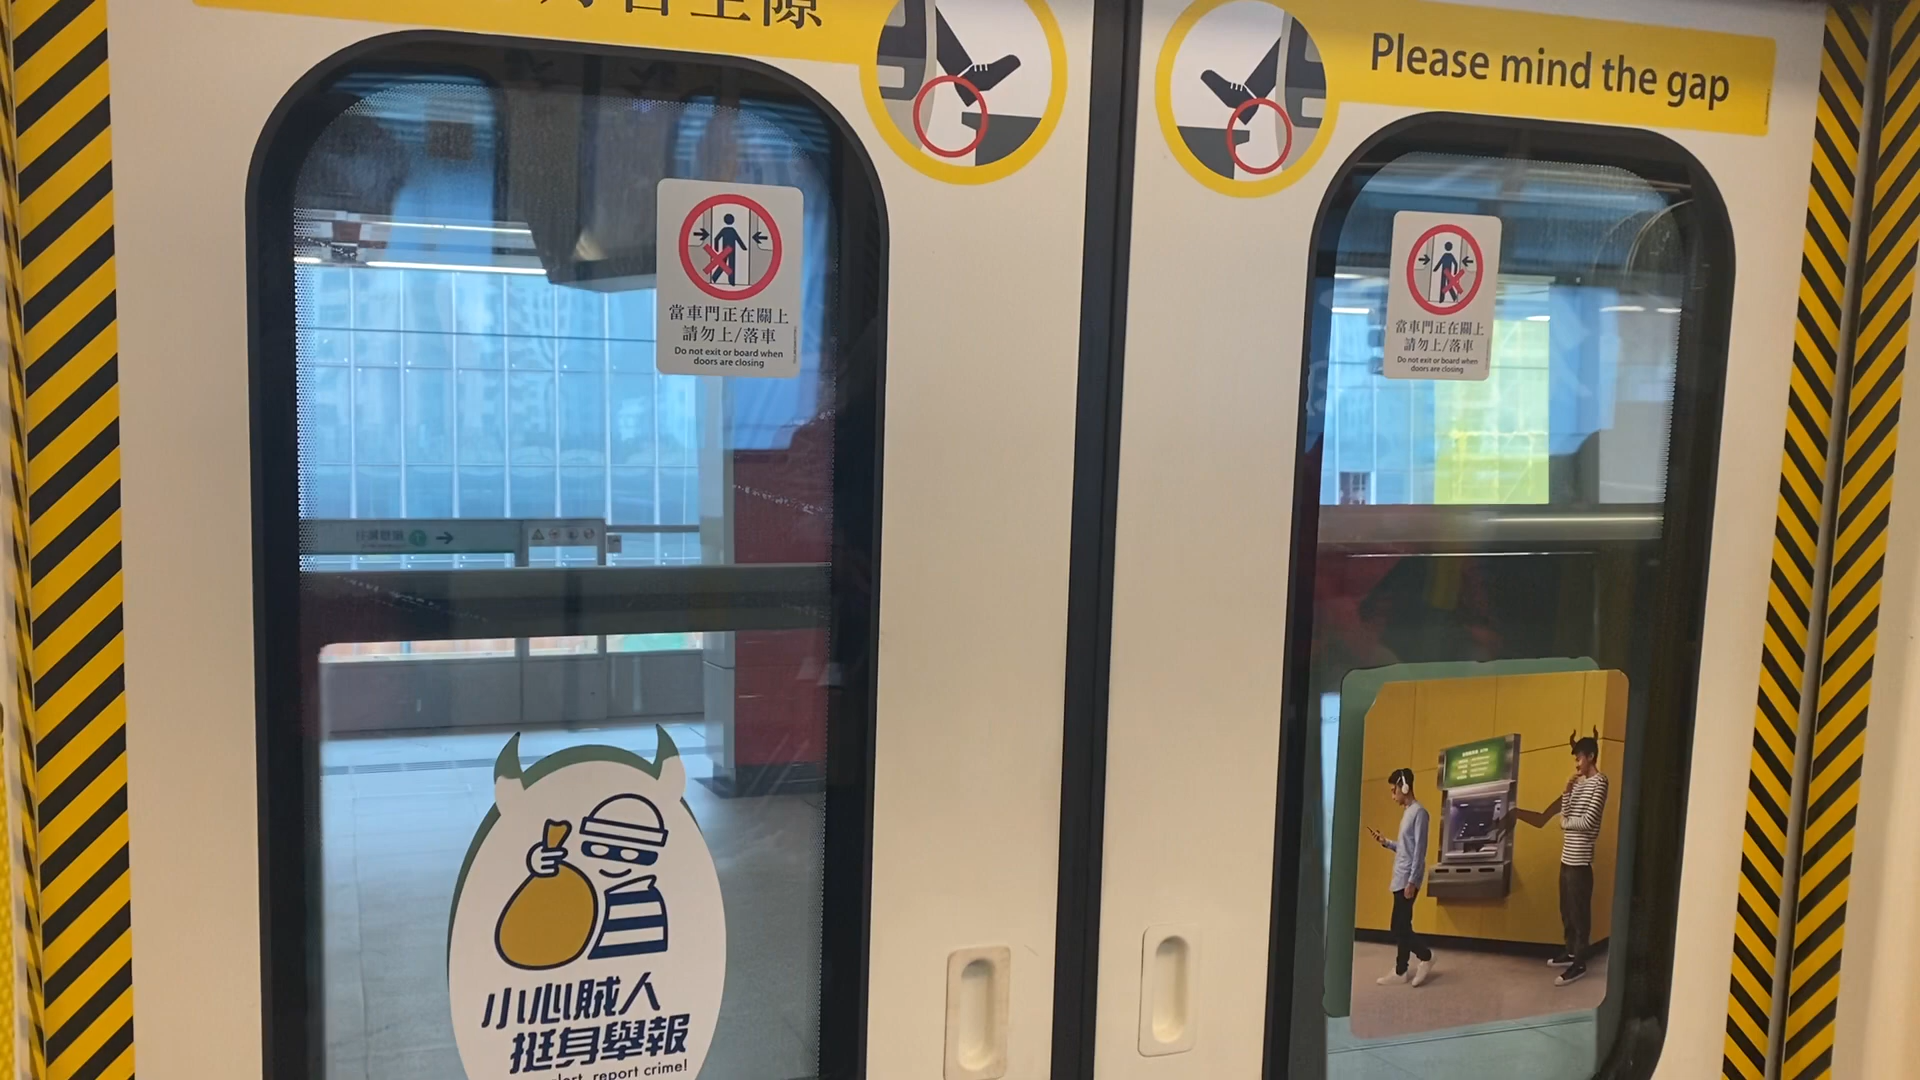 Please mind the gap
當車門正在關上
請勿上/落車
Do not exit or board when
doors are closing
當車門正在關上
請勿上/落車
Do not exit or board when
doors are closing
小心賊人
挺身舉報
report crime!